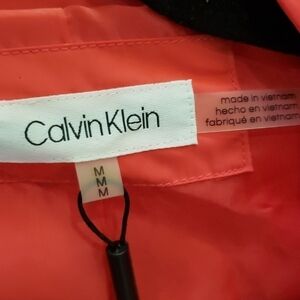 Calvin Klein
made in vietnam
hecho en vietnam
fabriqué en vietnam
M
M
M